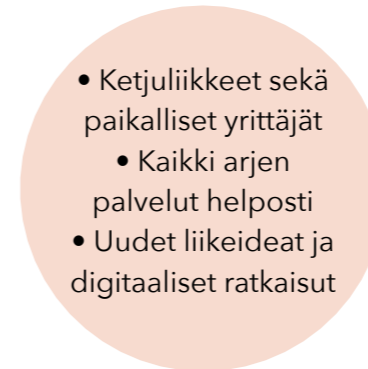 • Ketjuliikkeet sekä
paikalliset yrittäjät
• Kaikki arjen
palvelut helposti
• Uudet liikeideat ja
digitaaliset ratkaisut